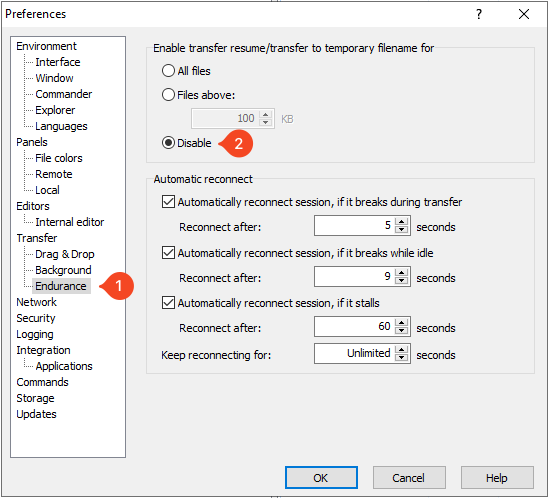 Preferences
?
Environment
Interface
Window
Commander
Explorer
Languages
Panels
File colors
Remote
Local
Editors
Internal editor
Transfer
Drag & Drop
Background
Endurance
1
Network
Security
Logging
Integration
Applications
Commands
Storage
Updates
Enable transfer resume/transfer to temporary filename for
All files
Files above:
100 KB
Disable
2
Automatic reconnect
Automatically reconnect session, if it breaks during transfer
Reconnect after: 5 seconds
Automatically reconnect session, if it breaks while idle
Reconnect after: 9 seconds
Automatically reconnect session, if it stalls
Reconnect after: 60 seconds
Keep reconnecting for: Unlimited seconds
OK Cancel Help